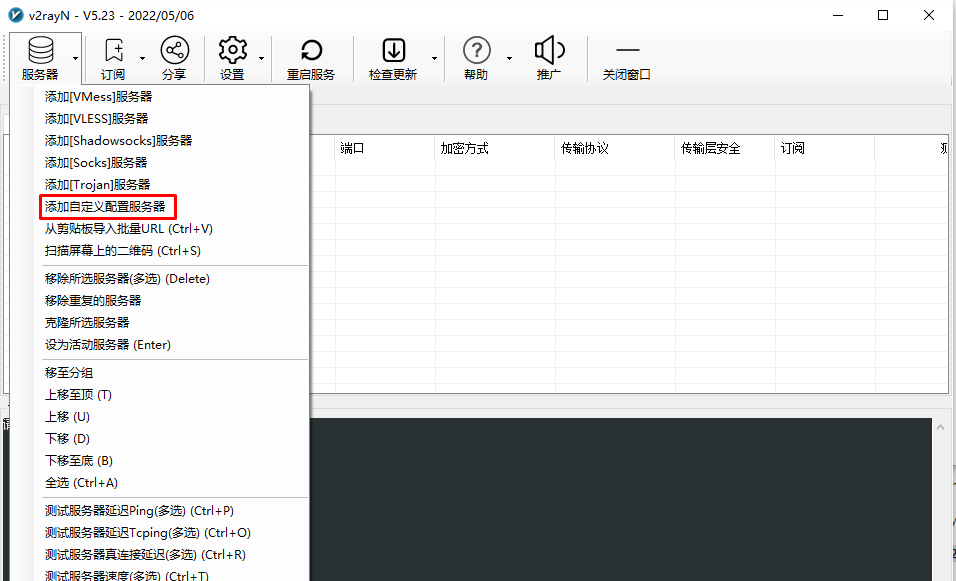 v2rayN - V5.23 - 2022/05/06
服务器 订阅 分享 设置 重启服务 检查更新 帮助 推广 关闭窗口
添加[VMess]服务器
添加[VLESS]服务器
添加[Shadowsocks]服务器
端口 加密方式 传输协议 传输层安全 订阅
添加[Socks]服务器
添加[Trojan]服务器
添加自定义配置服务器
从剪贴板导入批量URL (Ctrl+V)
扫描屏幕上的二维码 (Ctrl+S)
移除所选服务器(多选) (Delete)
移除重复的服务器
克隆所选服务器
设为活动服务器 (Enter)
移至分组
上移至顶 (T)
上移 (U)
下移 (D)
下移至底 (B)
全选 (Ctrl+A)
测试服务器延迟Ping(多选) (Ctrl+P)
测试服务器延迟Tcping(多选) (Ctrl+O)
测试服务器真连接延迟(多选) (Ctrl+R)
测试服务器速度(多选) (Ctrl+T)